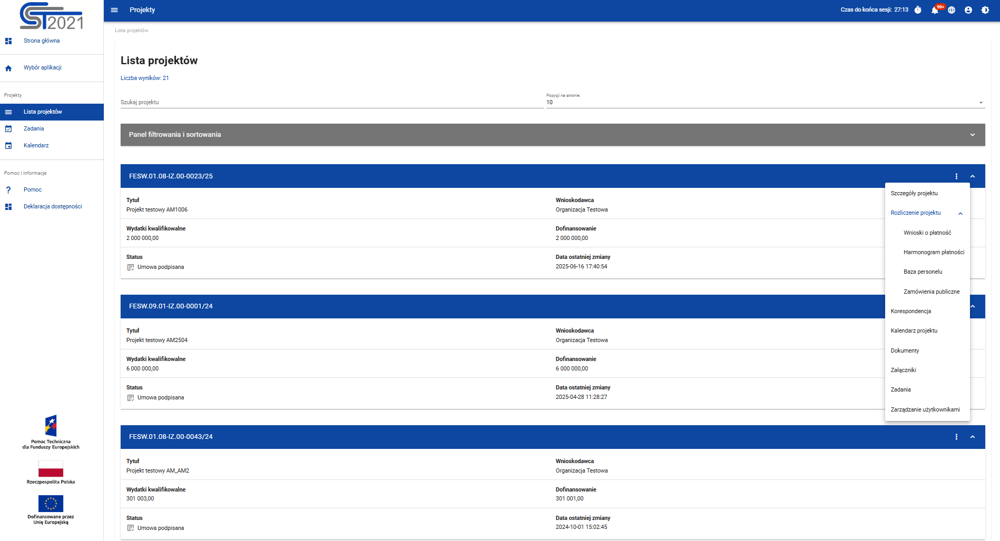 ST2021
Projekty
Czas do końca sesji: 27:13
99+
Strona główna
Wybór aplikacji
Projekty
Lista projektów
Zadania
Kalendarz
Pomoc i informacje
Pomoc
Deklaracja dostępności
Pomoc Techniczna
dla Funduszy Europejskich
Rzeczpospolita Polska
Dofinansowane przez
Unię Europejską
Lista projektów
Lista projektów
Liczba wyników: 21
Szukaj projektu
Pozycji na stronie:
10
Panel filtrowania i sortowania
FESW.01.08-IZ.00-0023/25
Tytuł
Projekt testowy AM1006
Wnioskodawca
Organizacja Testowa
Wydatki kwalifikowalne
2 000 000,00
Dofinansowanie
2 000 000,00
Status
Umowa podpisana
Data ostatniej zmiany
2025-06-16 17:40:54
Szczegóły projektu
Rozliczenie projektu
Wnioski o płatność
Harmonogram płatności
Baza personelu
Zamówienia publiczne
Korespondencja
Kalendarz projektu
Dokumenty
Załączniki
Zadania
Zarządzanie użytkownikami
FESW.09.01-IZ.00-0001/24
Tytuł
Projekt testowy AM2504
Wnioskodawca
Organizacja Testowa
Wydatki kwalifikowalne
6 000 000,00
Dofinansowanie
6 000 000,00
Status
Umowa podpisana
Data ostatniej zmiany
2025-04-28 11:28:27
FESW.01.08-IZ.00-0043/24
Tytuł
Projekt testowy AM_AM2
Wnioskodawca
Organizacja Testowa
Wydatki kwalifikowalne
301 003,00
Dofinansowanie
301 001,00
Status
Umowa podpisana
Data ostatniej zmiany
2024-10-01 15:02:45